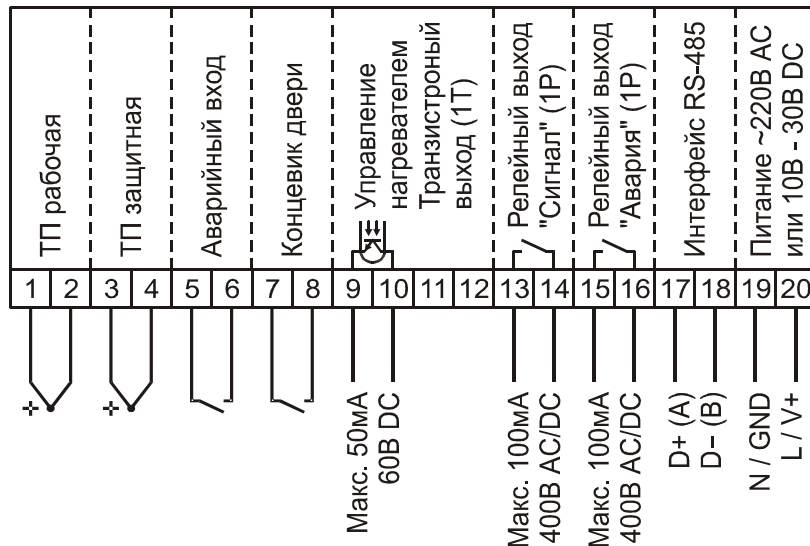 ТП рабочая
ТП защитная
Аварийный вход
Концевик двери
Управление
нагревателем
Транзистроный
выход (1Т)
Релейный выход
"Сигнал" (1Р)
Релейный выход
"Авария" (1Р)
Интерфейс RS-485
Питание ~220В AC
или 10В - 30В DC
1 2 3 4 5 6 7 8 9 10 11 12 13 14 15 16 17 18 19 20
Макс. 50мА
60В DC
Макс. 100мА
400В AC/DC
Макс. 100мА
400В AC/DC
D+ (A)
D− (B)
N / GND
L / V+